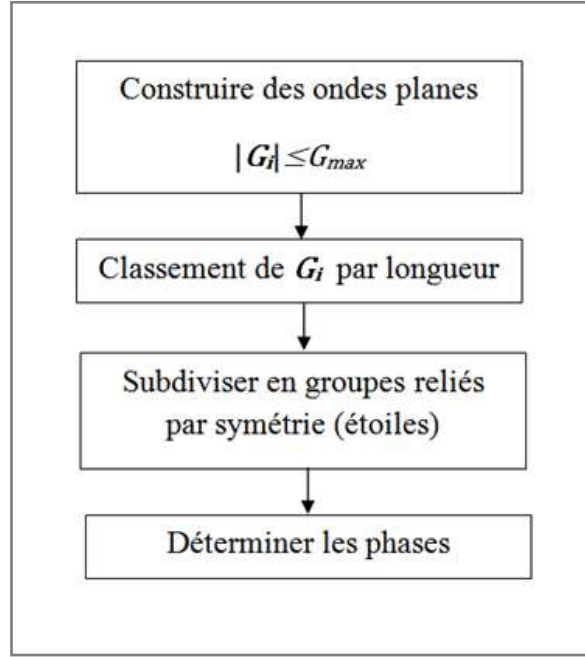 Construire des ondes planes
|Gi| ≤Gmax
Classement de Gi par longueur
Subdiviser en groupes reliés
par symétrie (étoiles)
Déterminer les phases